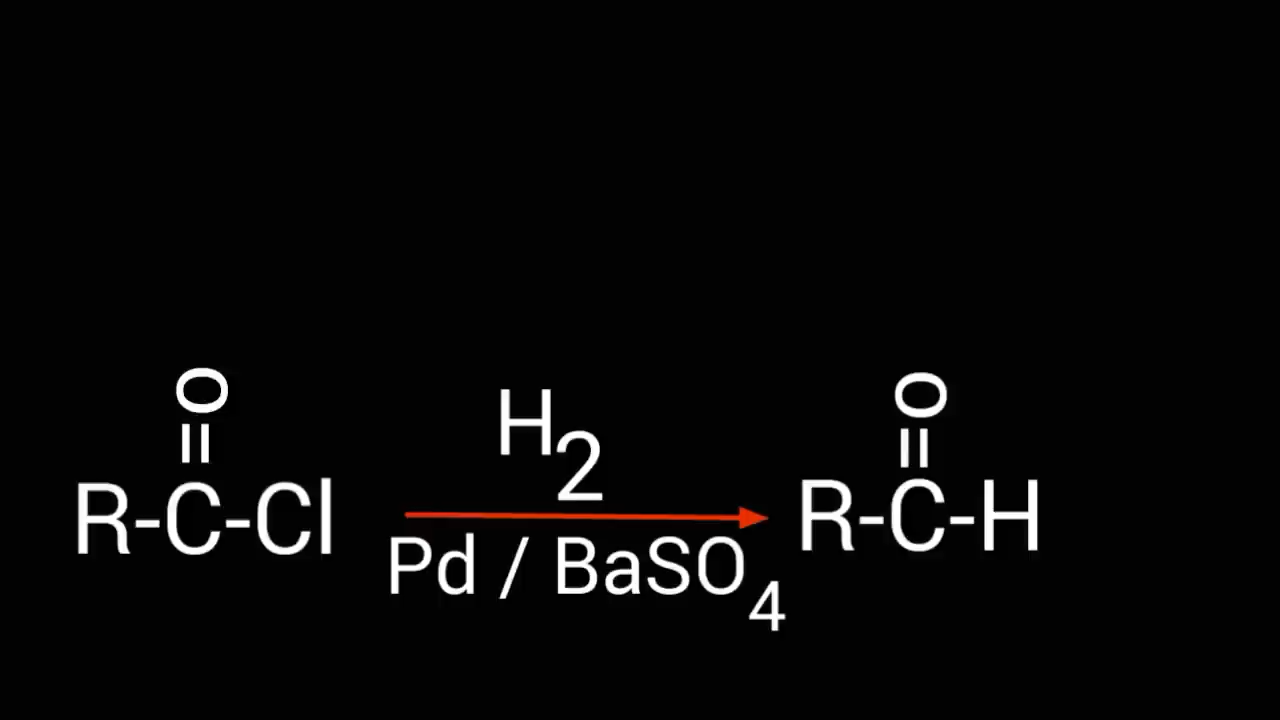 O O
H2
R-C-Cl R-C-H
Pd / BaSO4